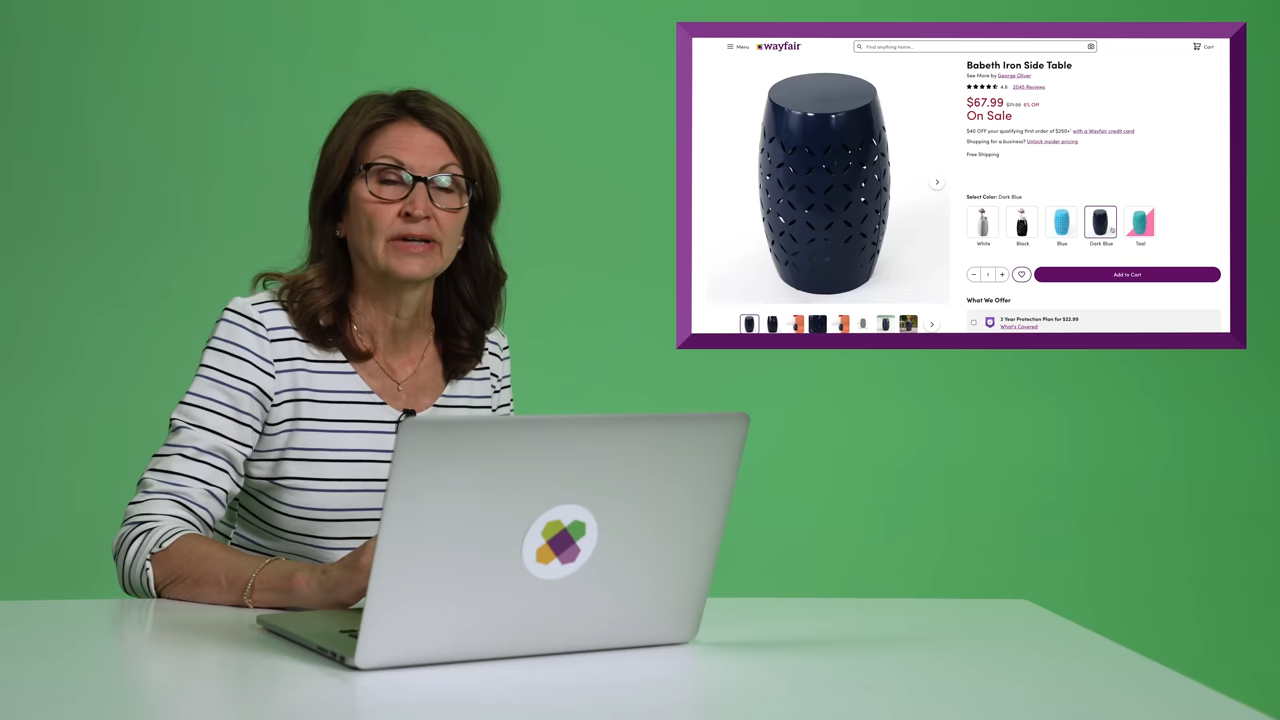 Menu
wayfair
Find anything home...
Cart
Babeth Iron Side Table
See More by George Oliver
4.6 2045 Reviews
$67.99 $71.99 6% Off
On Sale
$40 OFF your qualifying first order of $250+¹ with a Wayfair credit card
Shopping for a business? Unlock insider pricing
Free Shipping
Select Color: Dark Blue
White
Black
Blue
Dark Blue
Teal
− 1 +
Add to Cart
What We Offer
3 Year Protection Plan for $22.99
What's Covered